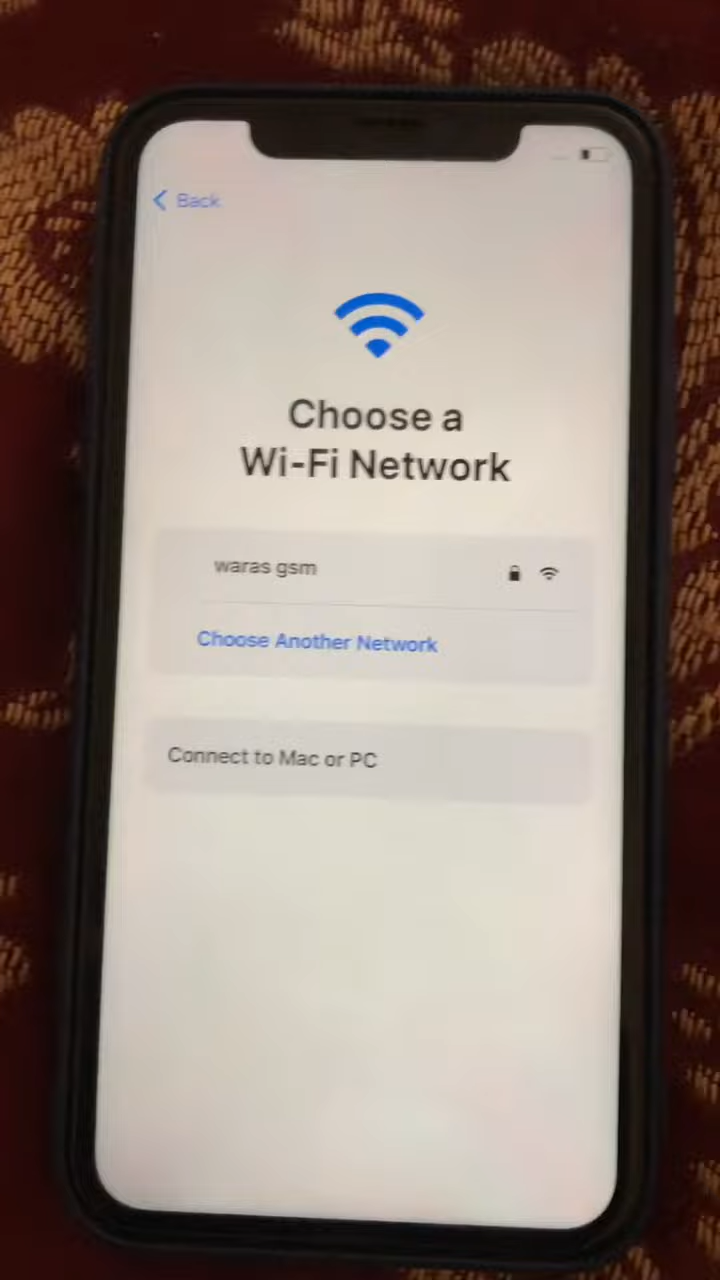 Back
Choose a
Wi-Fi Network
waras gsm
Choose Another Network
Connect to Mac or PC